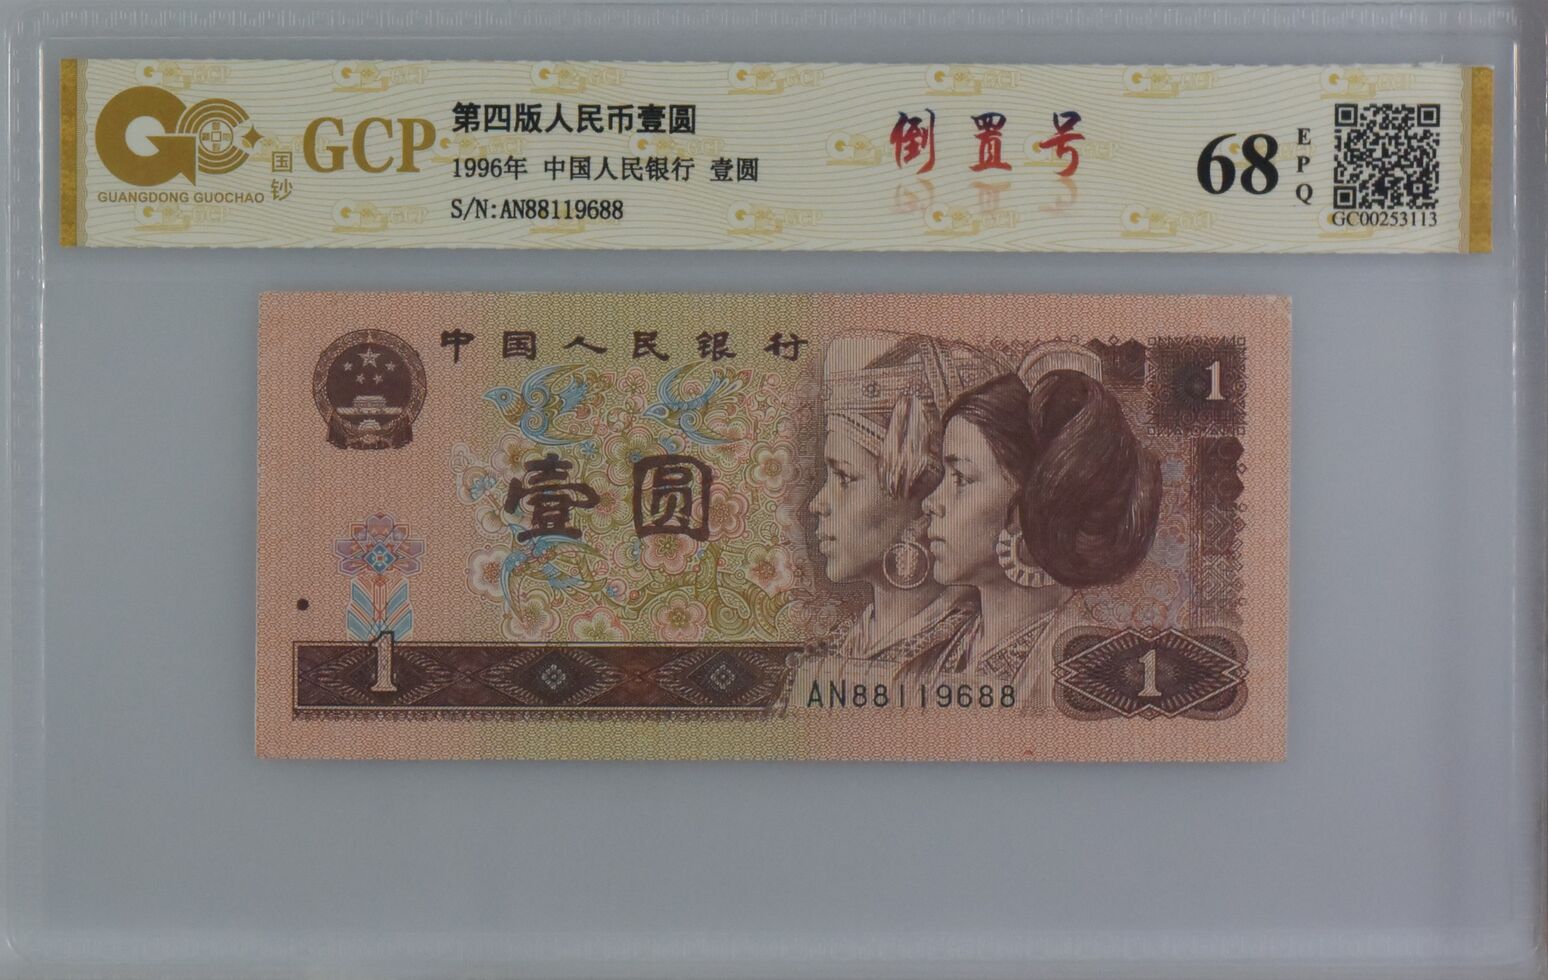 GCP
国钞
GUANGDONG GUOCHAO
第四版人民币壹圆
1996年 中国人民银行 壹圆
S/N:AN88119688
倒置号
68
EPQ
GC00253113
中国人民银行
1
壹圆
1
AN88119688
1